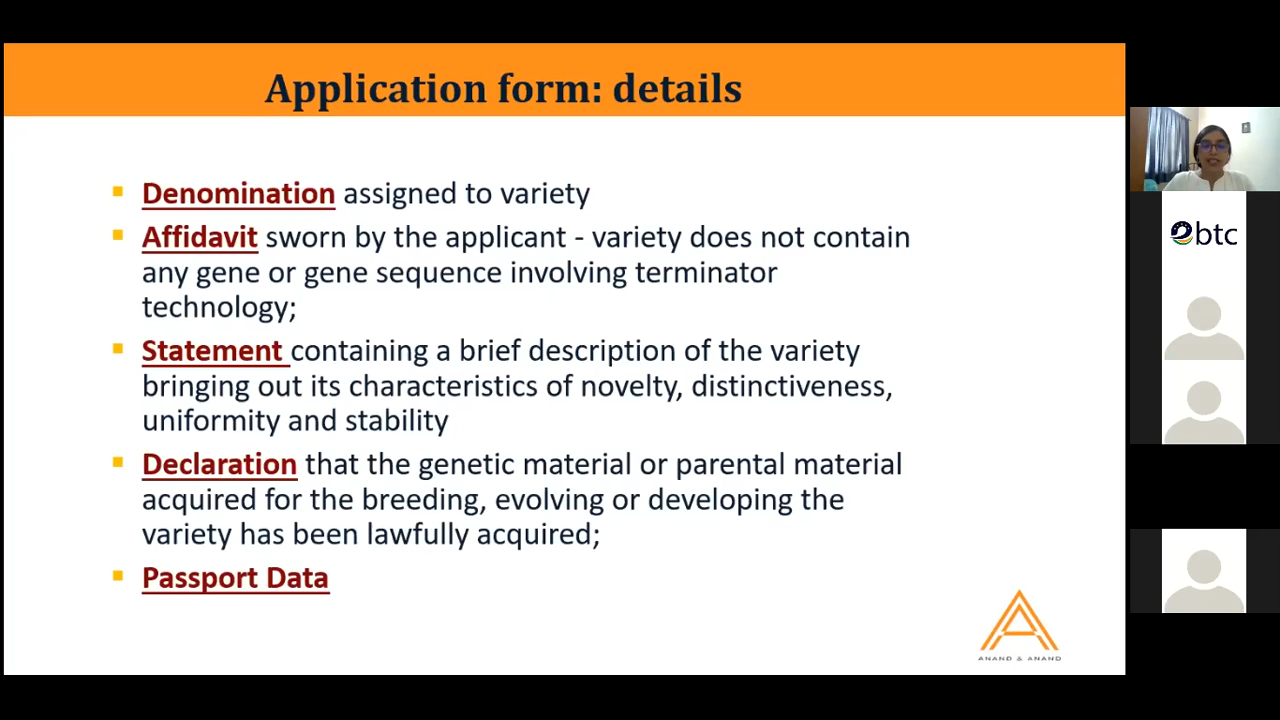 Application form: details
Denomination assigned to variety
Affidavit sworn by the applicant - variety does not contain
any gene or gene sequence involving terminator
technology;
Statement containing a brief description of the variety
bringing out its characteristics of novelty, distinctiveness,
uniformity and stability
Declaration that the genetic material or parental material
acquired for the breeding, evolving or developing the
variety has been lawfully acquired;
Passport Data
ANAND & ANAND
btc